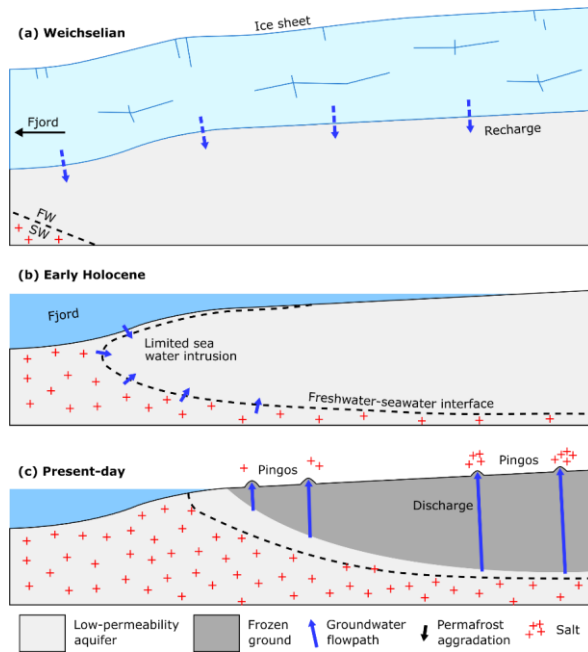 (a) Weichselian
Ice sheet
Fjord
Recharge
FW
SW
(b) Early Holocene
Fjord
Limited sea
water intrusion
Freshwater-seawater interface
(c) Present-day
Pingos
Pingos
Discharge
Low-permeability
aquifer
Frozen
ground
Groundwater
flowpath
Permafrost
aggradation
Salt